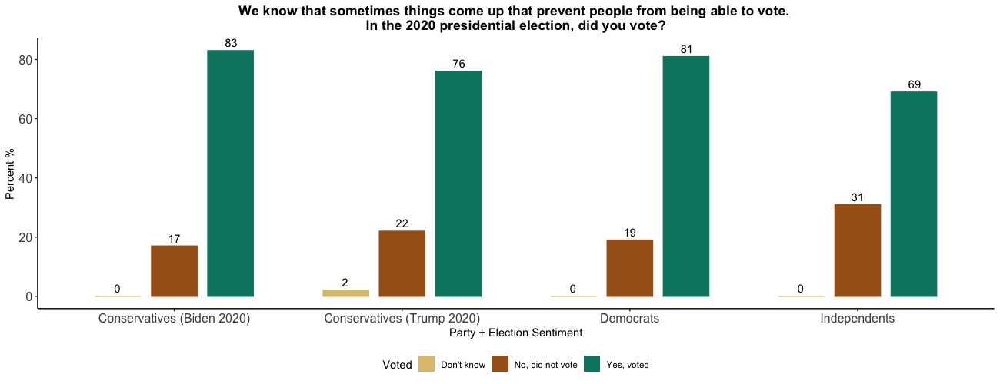 We know that sometimes things come up that prevent people from being able to vote.
In the 2020 presidential election, did you vote?
Percent %
80
60
40
20
0
0
17
83
2
22
76
0
19
81
0
31
69
Conservatives (Biden 2020)
Conservatives (Trump 2020)
Democrats
Independents
Party + Election Sentiment
Voted
Don't know
No, did not vote
Yes, voted